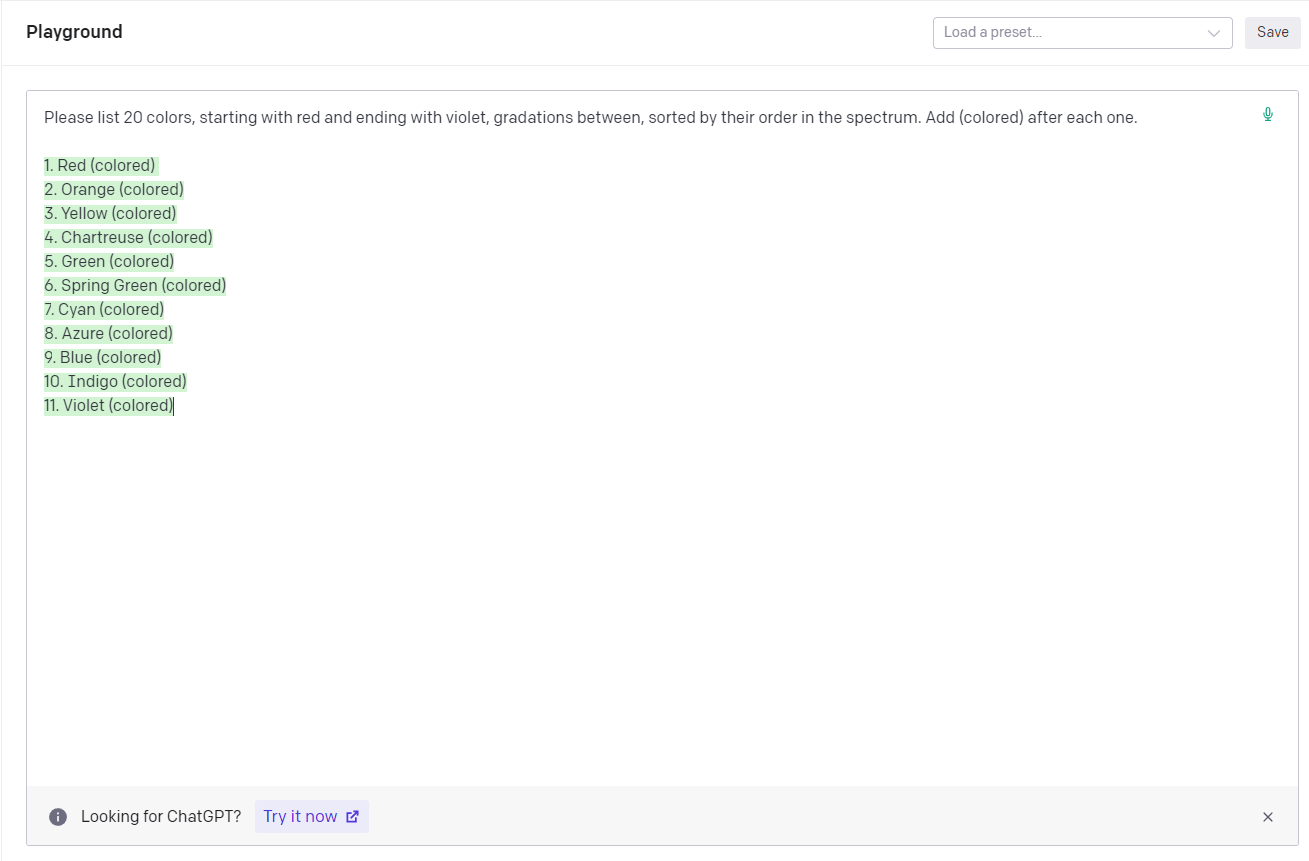 Playground
Load a preset...
Save
Please list 20 colors, starting with red and ending with violet, gradations between, sorted by their order in the spectrum. Add (colored) after each one.
1. Red (colored)
2. Orange (colored)
3. Yellow (colored)
4. Chartreuse (colored)
5. Green (colored)
6. Spring Green (colored)
7. Cyan (colored)
8. Azure (colored)
9. Blue (colored)
10. Indigo (colored)
11. Violet (colored)
Looking for ChatGPT?
Try it now